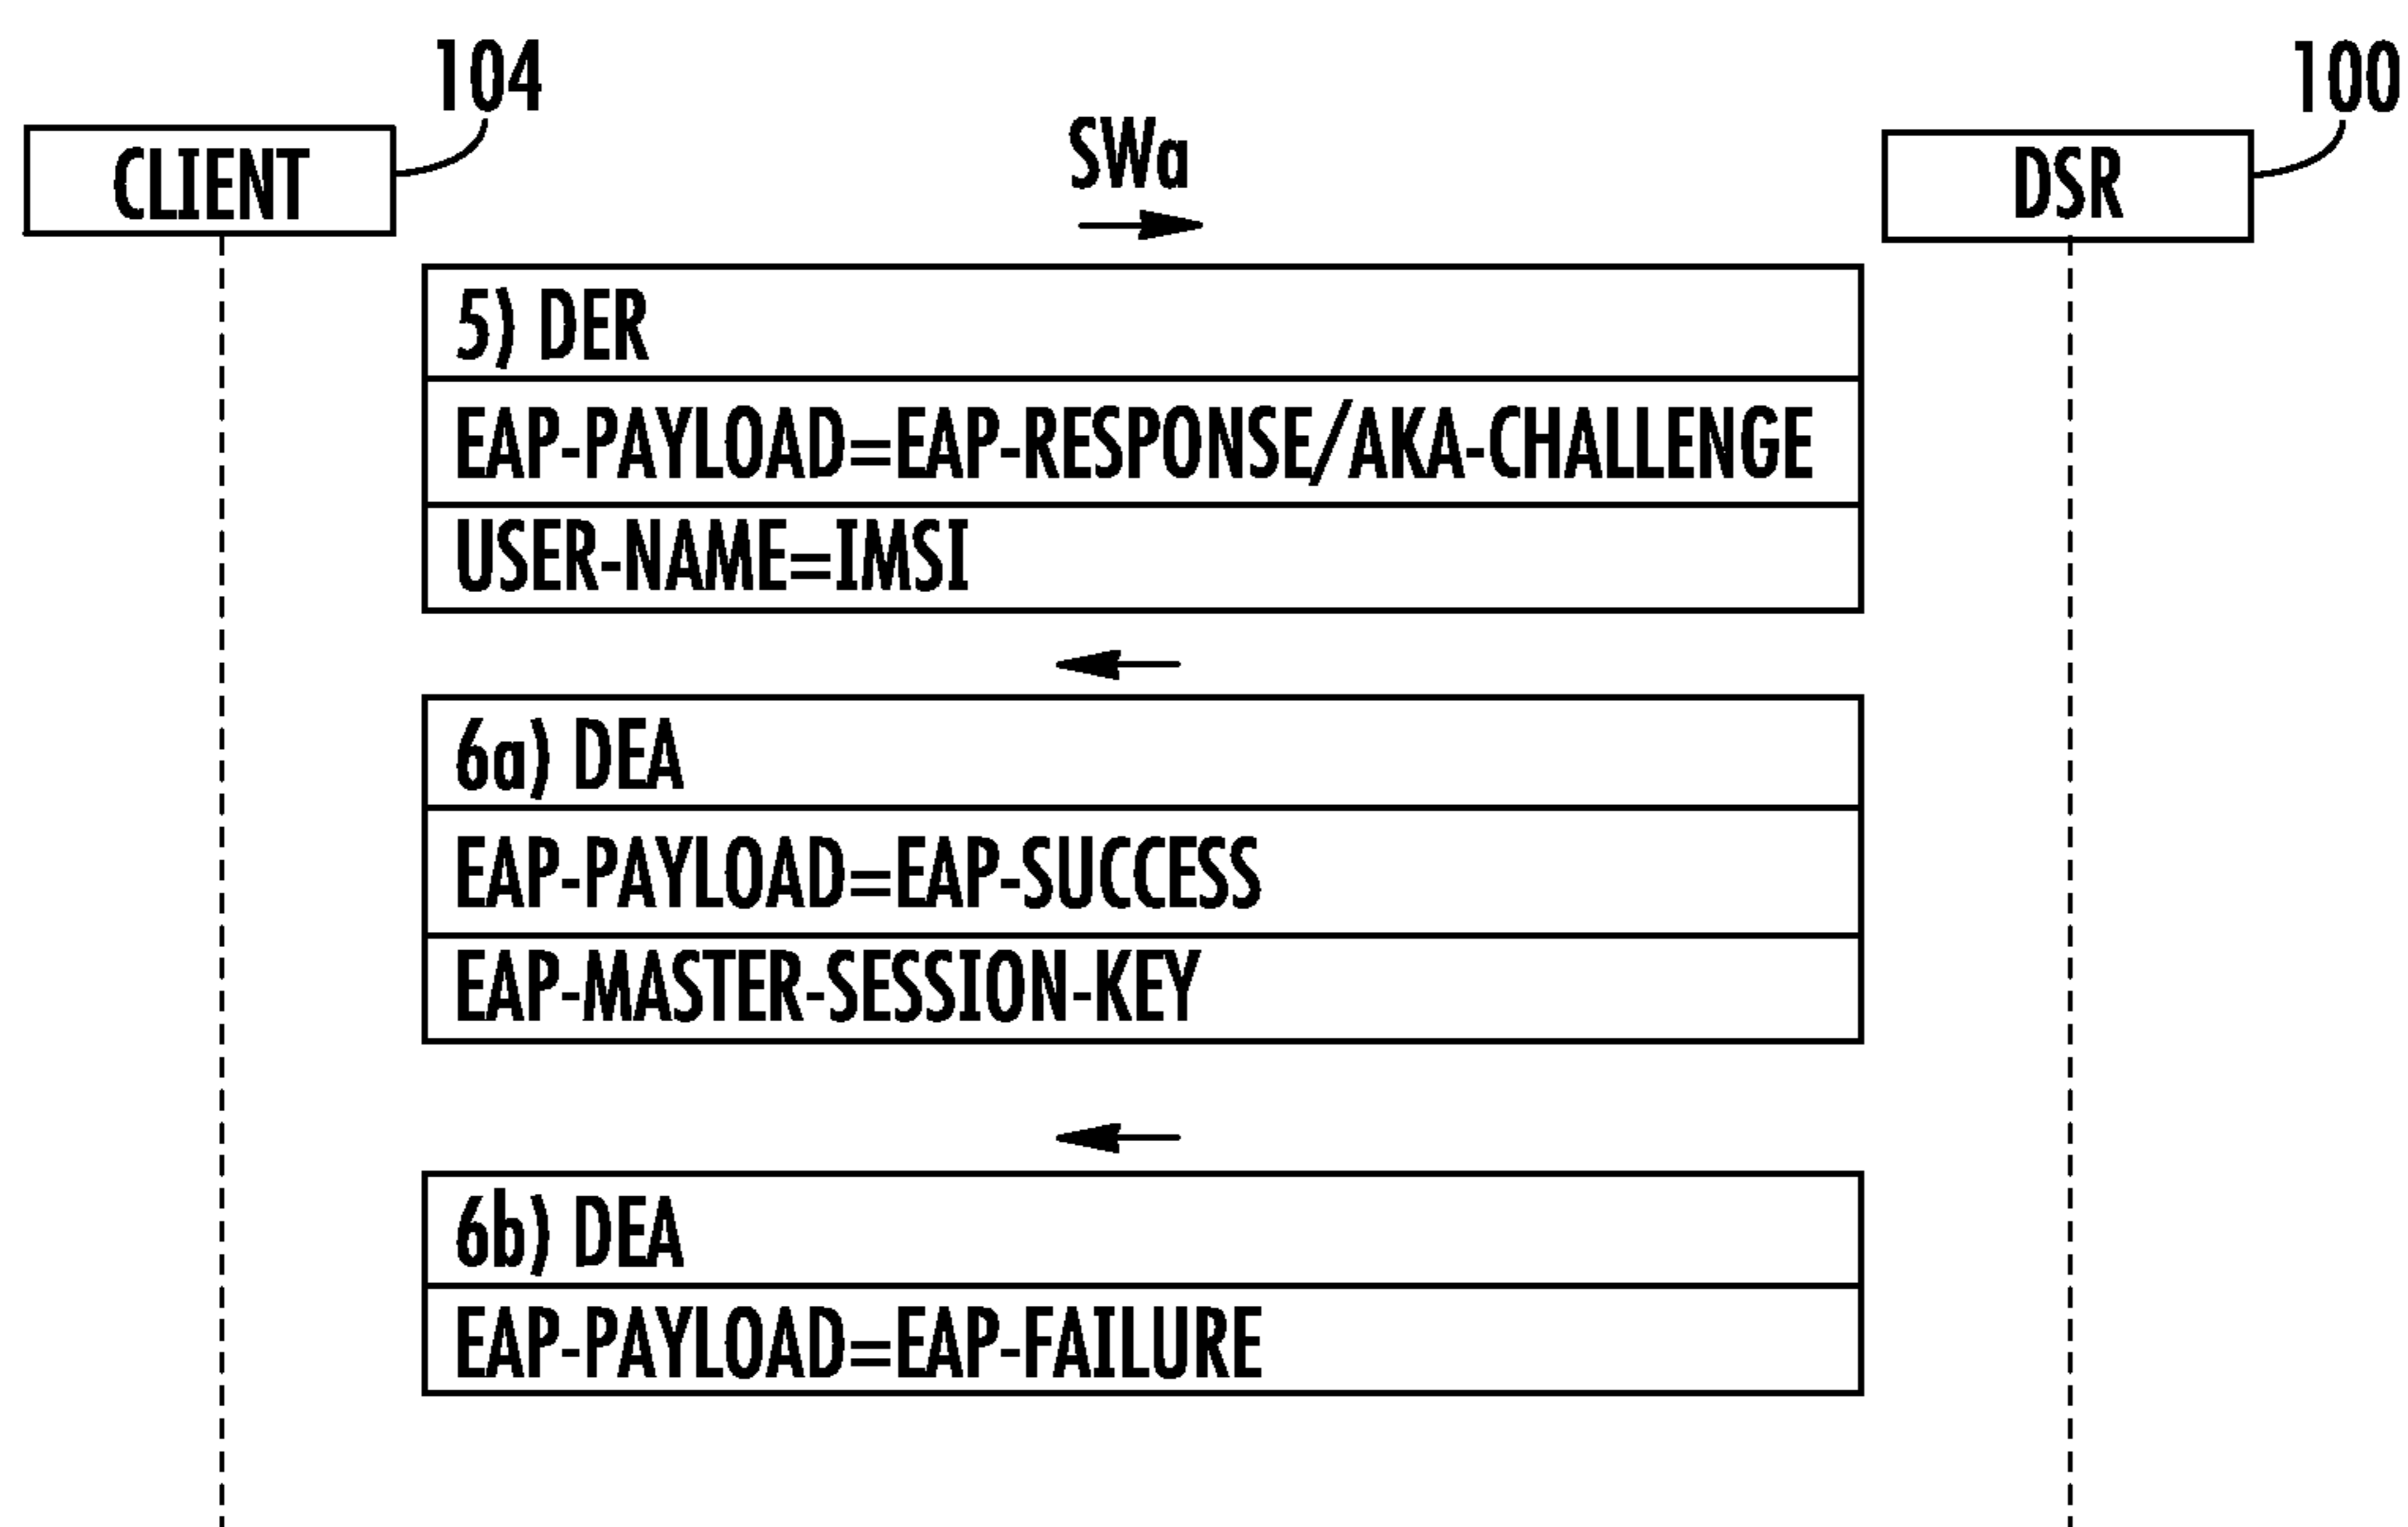 104
100
CLIENT
SWa
DSR
5) DER
EAP-PAYLOAD=EAP-RESPONSE/AKA-CHALLENGE
USER-NAME=IMSI
6a) DEA
EAP-PAYLOAD=EAP-SUCCESS
EAP-MASTER-SESSION-KEY
6b) DEA
EAP-PAYLOAD=EAP-FAILURE